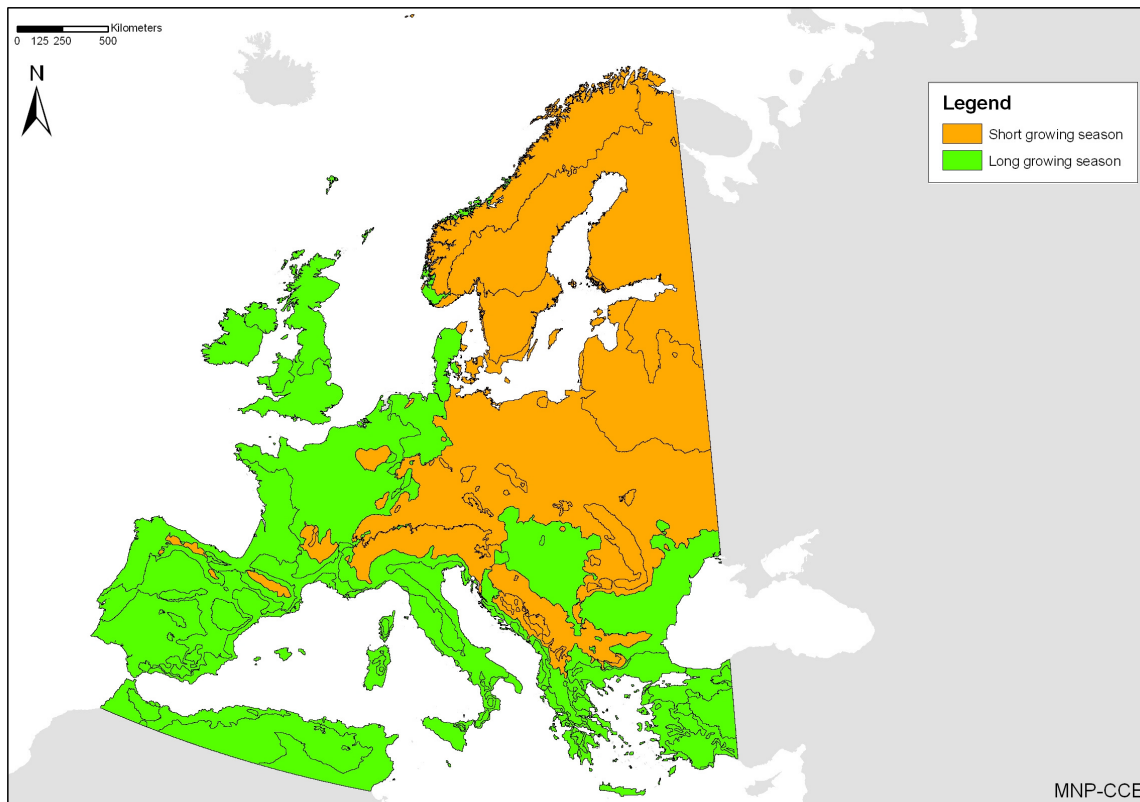 Kilometers
0 125 250 500
N
Legend
Short growing season
Long growing season
MNP-CCE